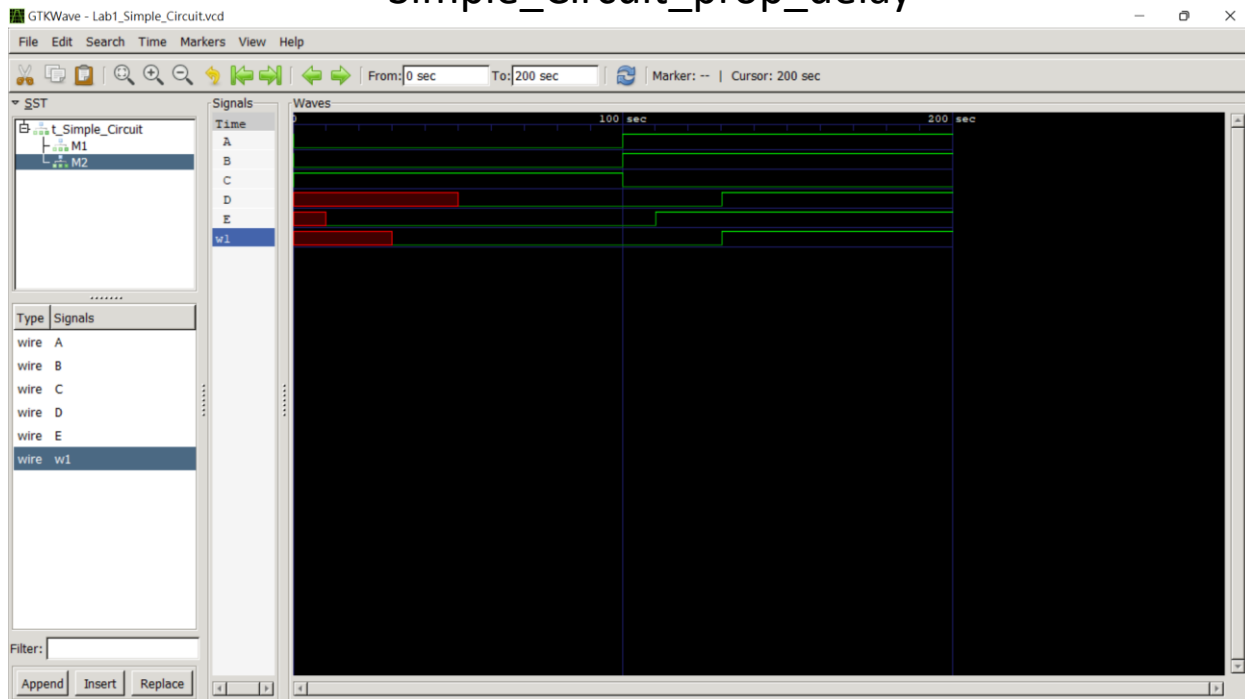 Simple_Circuit_prop_delay
GTKWave - Lab1_Simple_Circuit.vcd
File Edit Search Time Markers View Help
From: 0 sec To: 200 sec Marker: -- | Cursor: 200 sec
SST
t_Simple_Circuit
M1
M2
Type Signals
wire A
wire B
wire C
wire D
wire E
wire w1
Filter:
Append Insert Replace
Signals
Time
A
B
C
D
E
w1
Waves
100 sec 200 sec